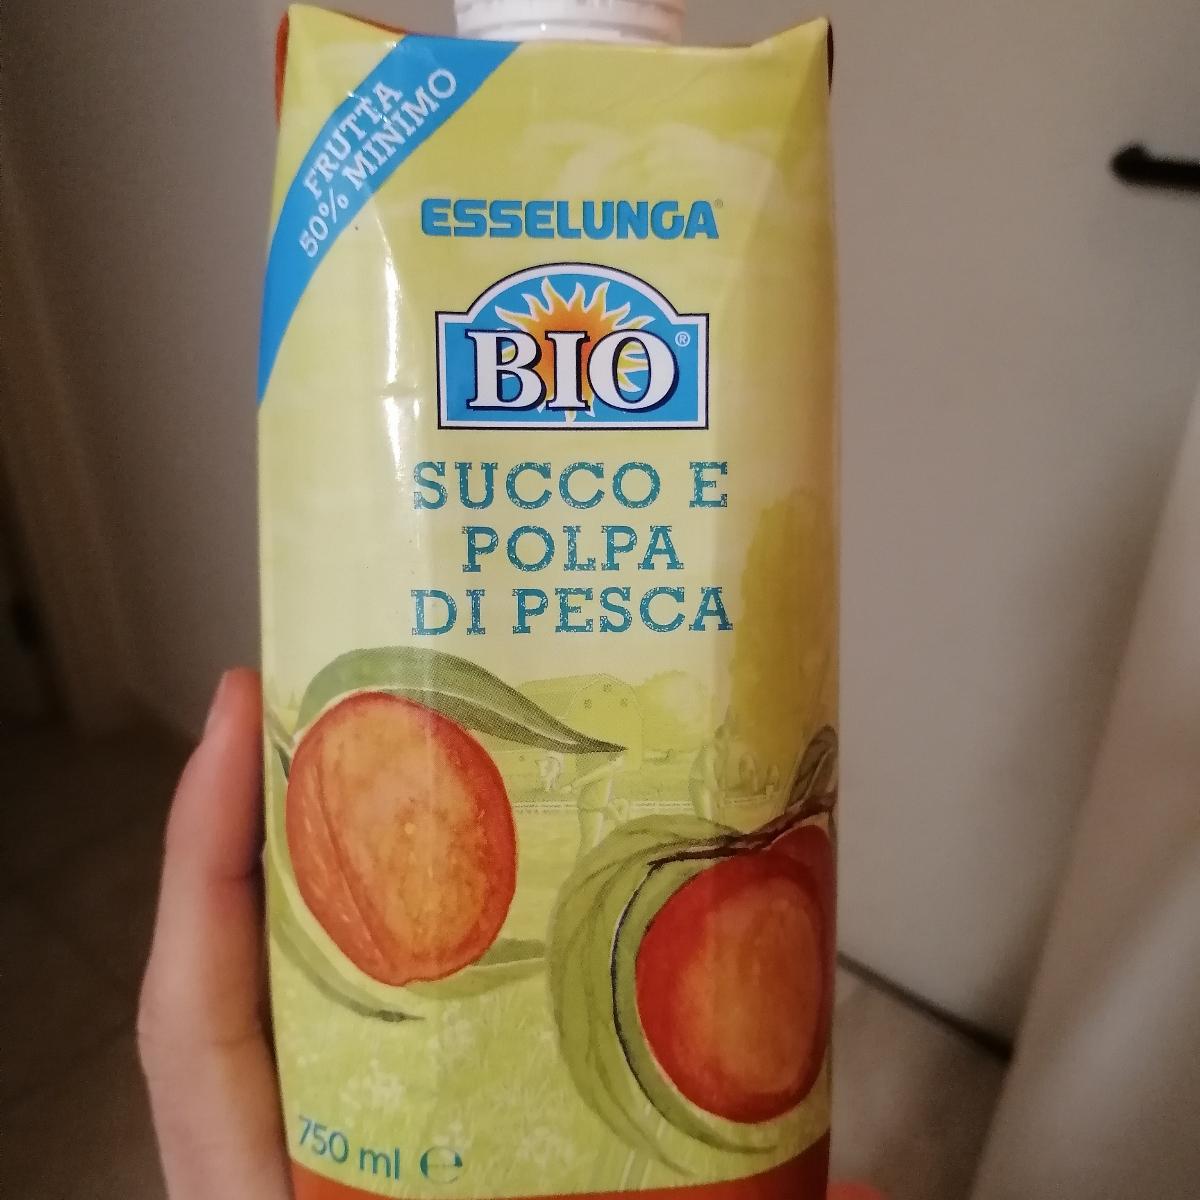 FRUTTA
50% MINIMO
ESSELUNGA®
BIO®
SUCCO E
POLPA
DI PESCA
750 ml ℮